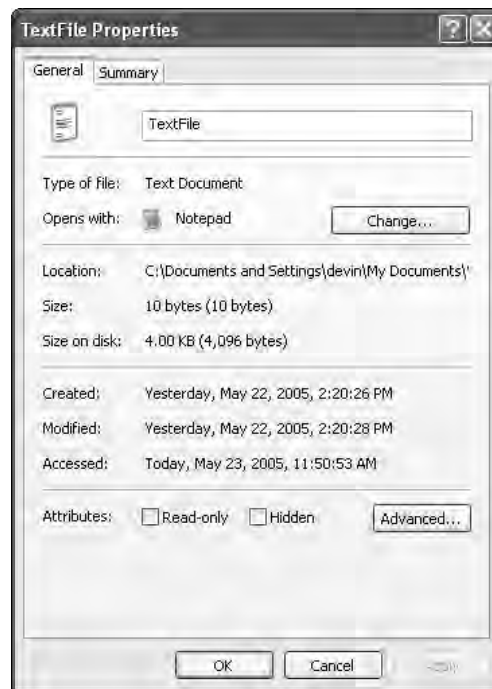 TextFile Properties
General Summary
TextFile
Type of file: Text Document
Opens with: Notepad Change...
Location: C:\Documents and Settings\devin\My Documents\
Size: 10 bytes (10 bytes)
Size on disk: 4.00 KB (4,096 bytes)
Created: Yesterday, May 22, 2005, 2:20:26 PM
Modified: Yesterday, May 22, 2005, 2:20:28 PM
Accessed: Today, May 23, 2005, 11:50:53 AM
Attributes: Read-only Hidden Advanced...
OK Cancel